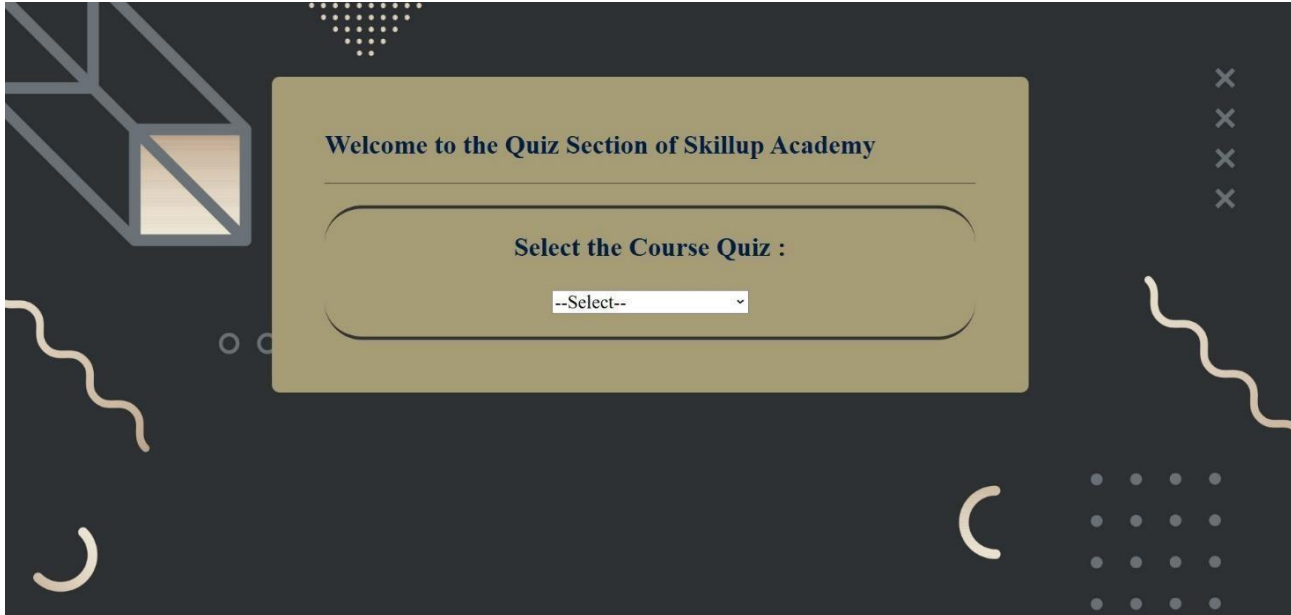 Welcome to the Quiz Section of Skillup Academy
Select the Course Quiz :
--Select--